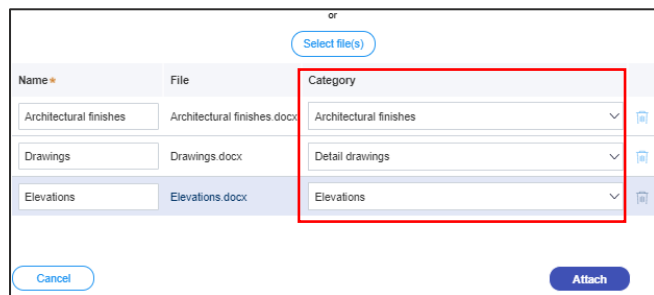 or
Select file(s)
Name* File Category
Architectural finishes Architectural finishes.docx Architectural finishes
Drawings Drawings.docx Detail drawings
Elevations Elevations.docx Elevations
Cancel Attach